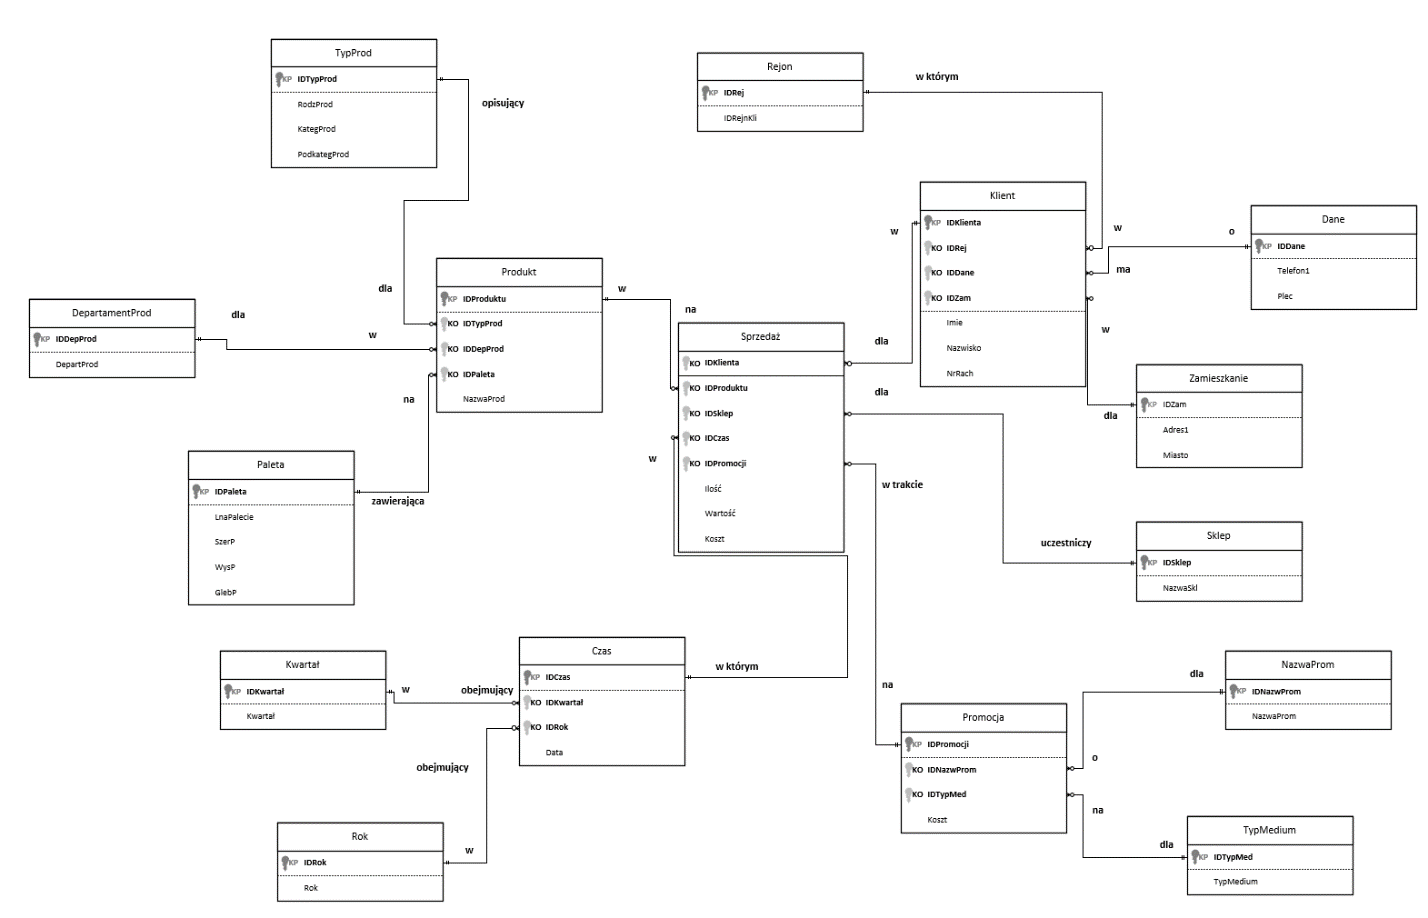 TypProd
KP IDTypProd
RodzProd
KategProd
PodkategProd
opisujący
Rejon
KP IDRej
IDRejnKli
w którym
Klient
KP IDKlienta
KO IDRej
KO IDDane
KO IDZam
Imie
Nazwisko
NrRach
w
w
ma
o
w
dla
Dane
KP IDDane
Telefon1
Plec
DepartamentProd
KP IDDepProd
DepartProd
dla
w
dla
Produkt
KP IDProduktu
KO IDTypProd
KO IDDepProd
KO IDPaleta
NazwaProd
w
na
na
Sprzedaż
KO IDKlienta
KO IDProduktu
KO IDSklep
KO IDCzas
KO IDPromocji
Ilość
Wartość
Koszt
dla
dla
w
w trakcie
Zamieszkanie
KP IDZam
Adres1
Miasto
Paleta
KP IDPaleta
LnaPalecie
SzerP
WysP
GlebP
zawierająca
uczestniczy
Sklep
KP IDSklep
NazwaSkl
Kwartał
KP IDKwartał
Kwartał
w
obejmujący
Czas
KP IDCzas
KO IDKwartał
KO IDRok
Data
w którym
obejmujący
w
Rok
KP IDRok
Rok
na
Promocja
KP IDPromocji
KO IDNazwProm
KO IDTypMed
Koszt
dla
o
na
dla
NazwaProm
KP IDNazwProm
NazwaProm
TypMedium
KP IDTypMed
TypMedium